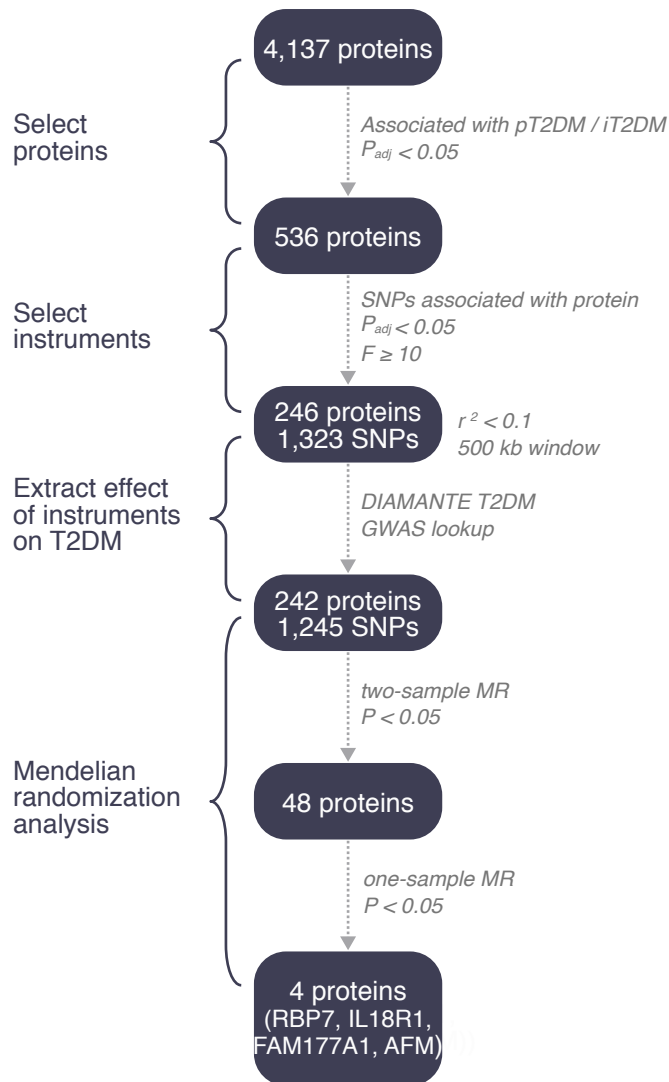 4,137 proteins
Select
proteins
Associated with pT2DM / iT2DM
Padj < 0.05
536 proteins
Select
instruments
SNPs associated with protein
Padj < 0.05
F ≥ 10
246 proteins
1,323 SNPs
r² < 0.1
500 kb window
Extract effect
of instruments
on T2DM
DIAMANTE T2DM
GWAS lookup
242 proteins
1,245 SNPs
two-sample MR
P < 0.05
Mendelian
randomization
analysis
48 proteins
one-sample MR
P < 0.05
4 proteins
(RBP7, IL18R1,
FAM177A1, AFM)